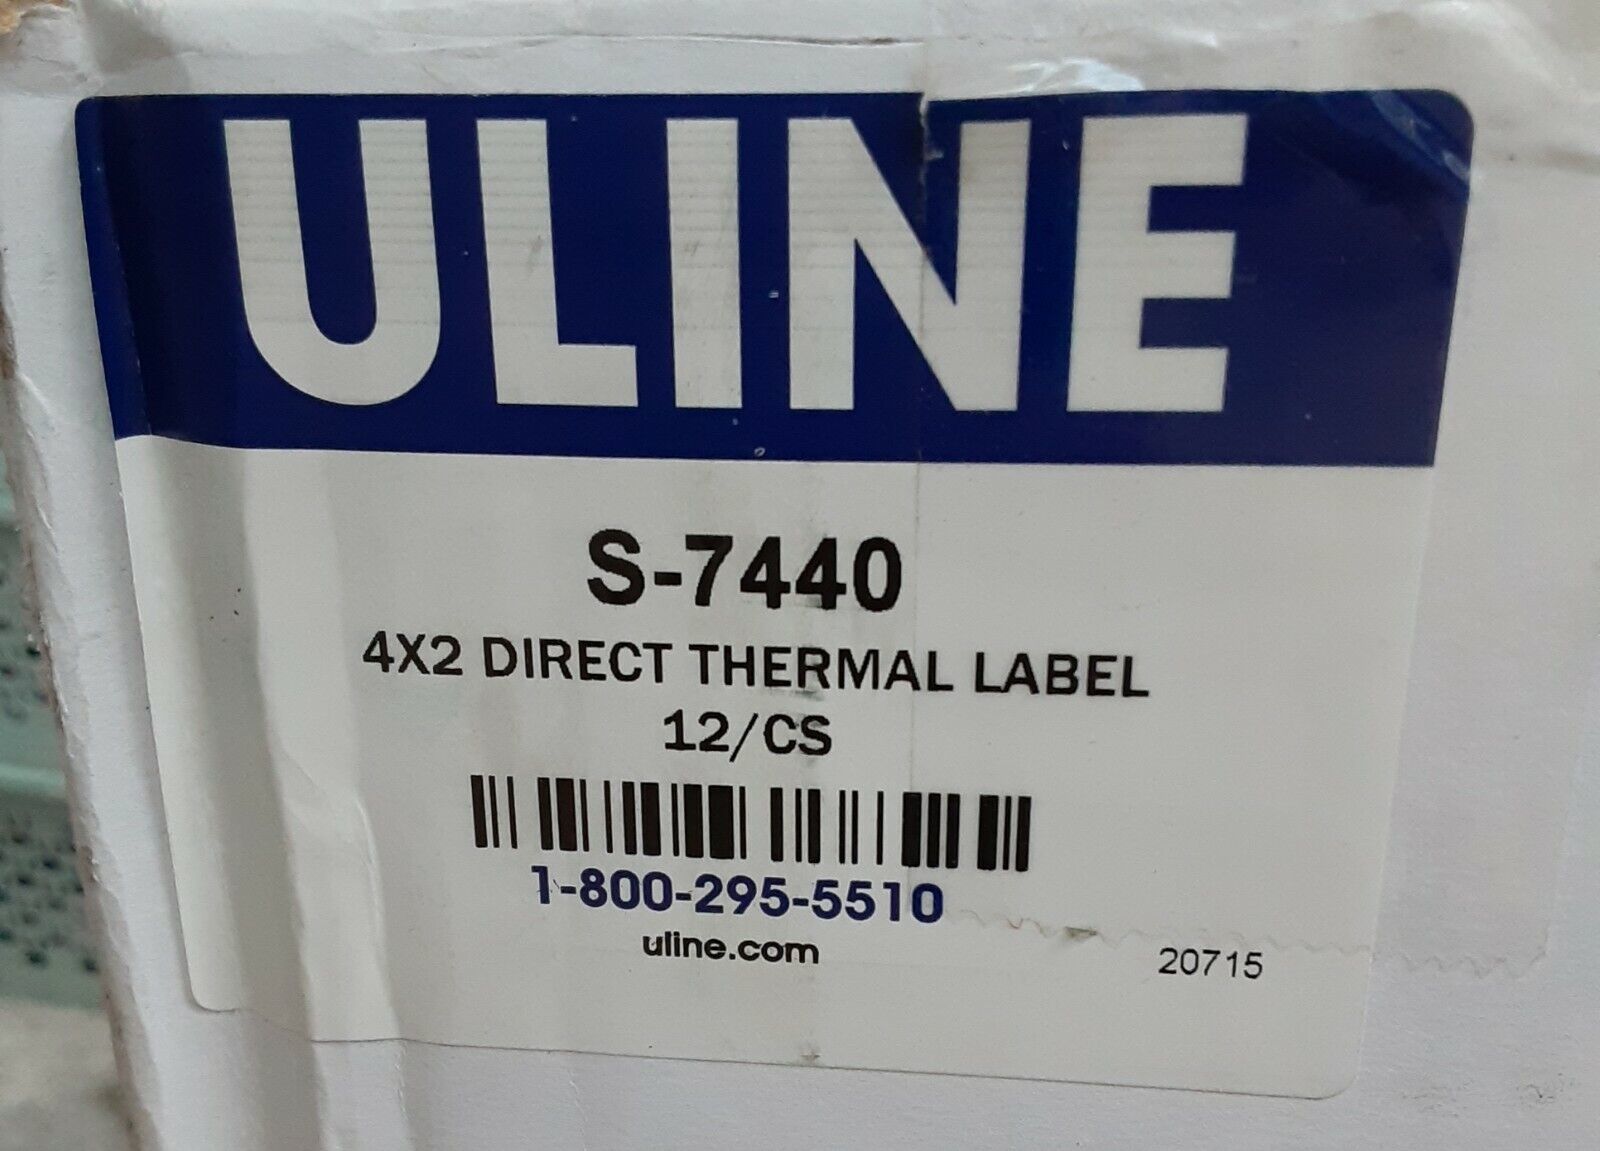 ULINE
S-7440
4X2 DIRECT THERMAL LABEL
12/CS
1-800-295-5510
uline.com
20715